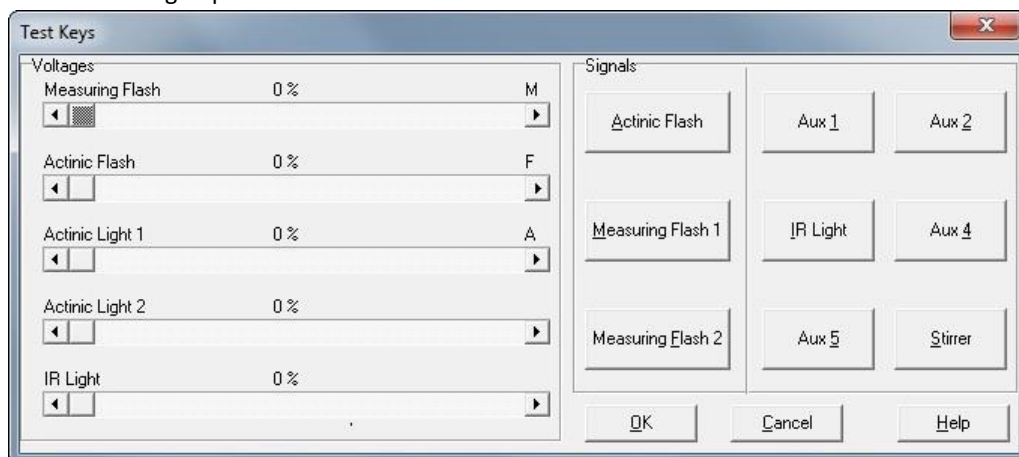 Test Keys
Voltages
Measuring Flash 0 % M
Actinic Flash 0 % F
Actinic Light 1 0 % A
Actinic Light 2 0 %
IR Light 0 %
Signals
Actinic Flash Aux 1 Aux 2
Measuring Flash 1 IR Light Aux 4
Measuring Flash 2 Aux 5 Stirrer
OK Cancel Help